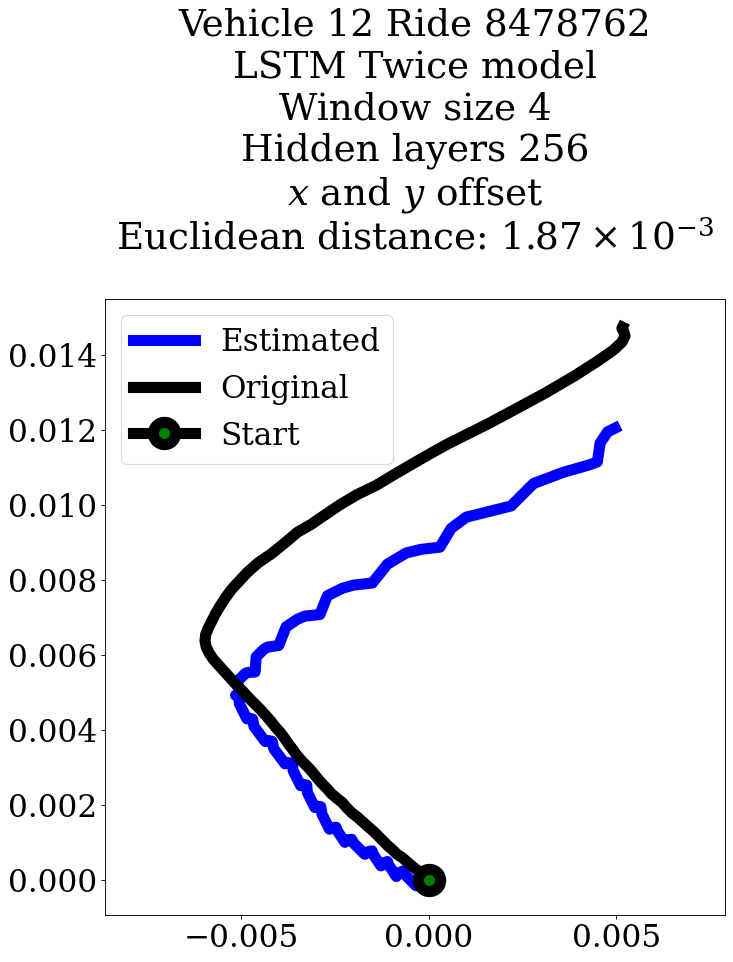 Vehicle 12 Ride 8478762
LSTM Twice model
Window size 4
Hidden layers 256
x and y offset
Euclidean distance: 1.87 × 10⁻³
Estimated
Original
Start
0.014
0.012
0.010
0.008
0.006
0.004
0.002
0.000
−0.005 0.000 0.005